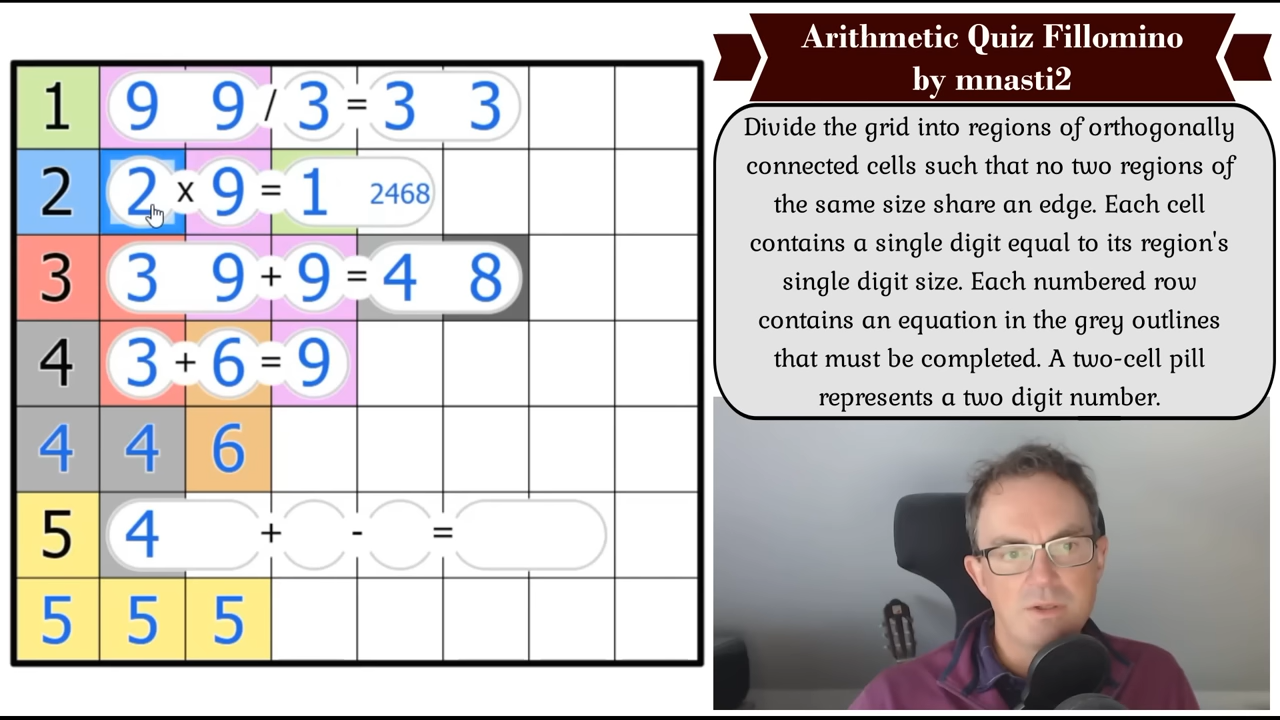 Arithmetic Quiz Fillomino
by mnasti2
Divide the grid into regions of orthogonally
connected cells such that no two regions of
the same size share an edge. Each cell
contains a single digit equal to its region's
single digit size. Each numbered row
contains an equation in the grey outlines
that must be completed. A two-cell pill
represents a two digit number.
1 9 9 / 3 = 3 3
2 2 x 9 = 1 2468
3 3 9 + 9 = 4 8
4 3 + 6 = 9
4 4 6
5 4 + - =
5 5 5